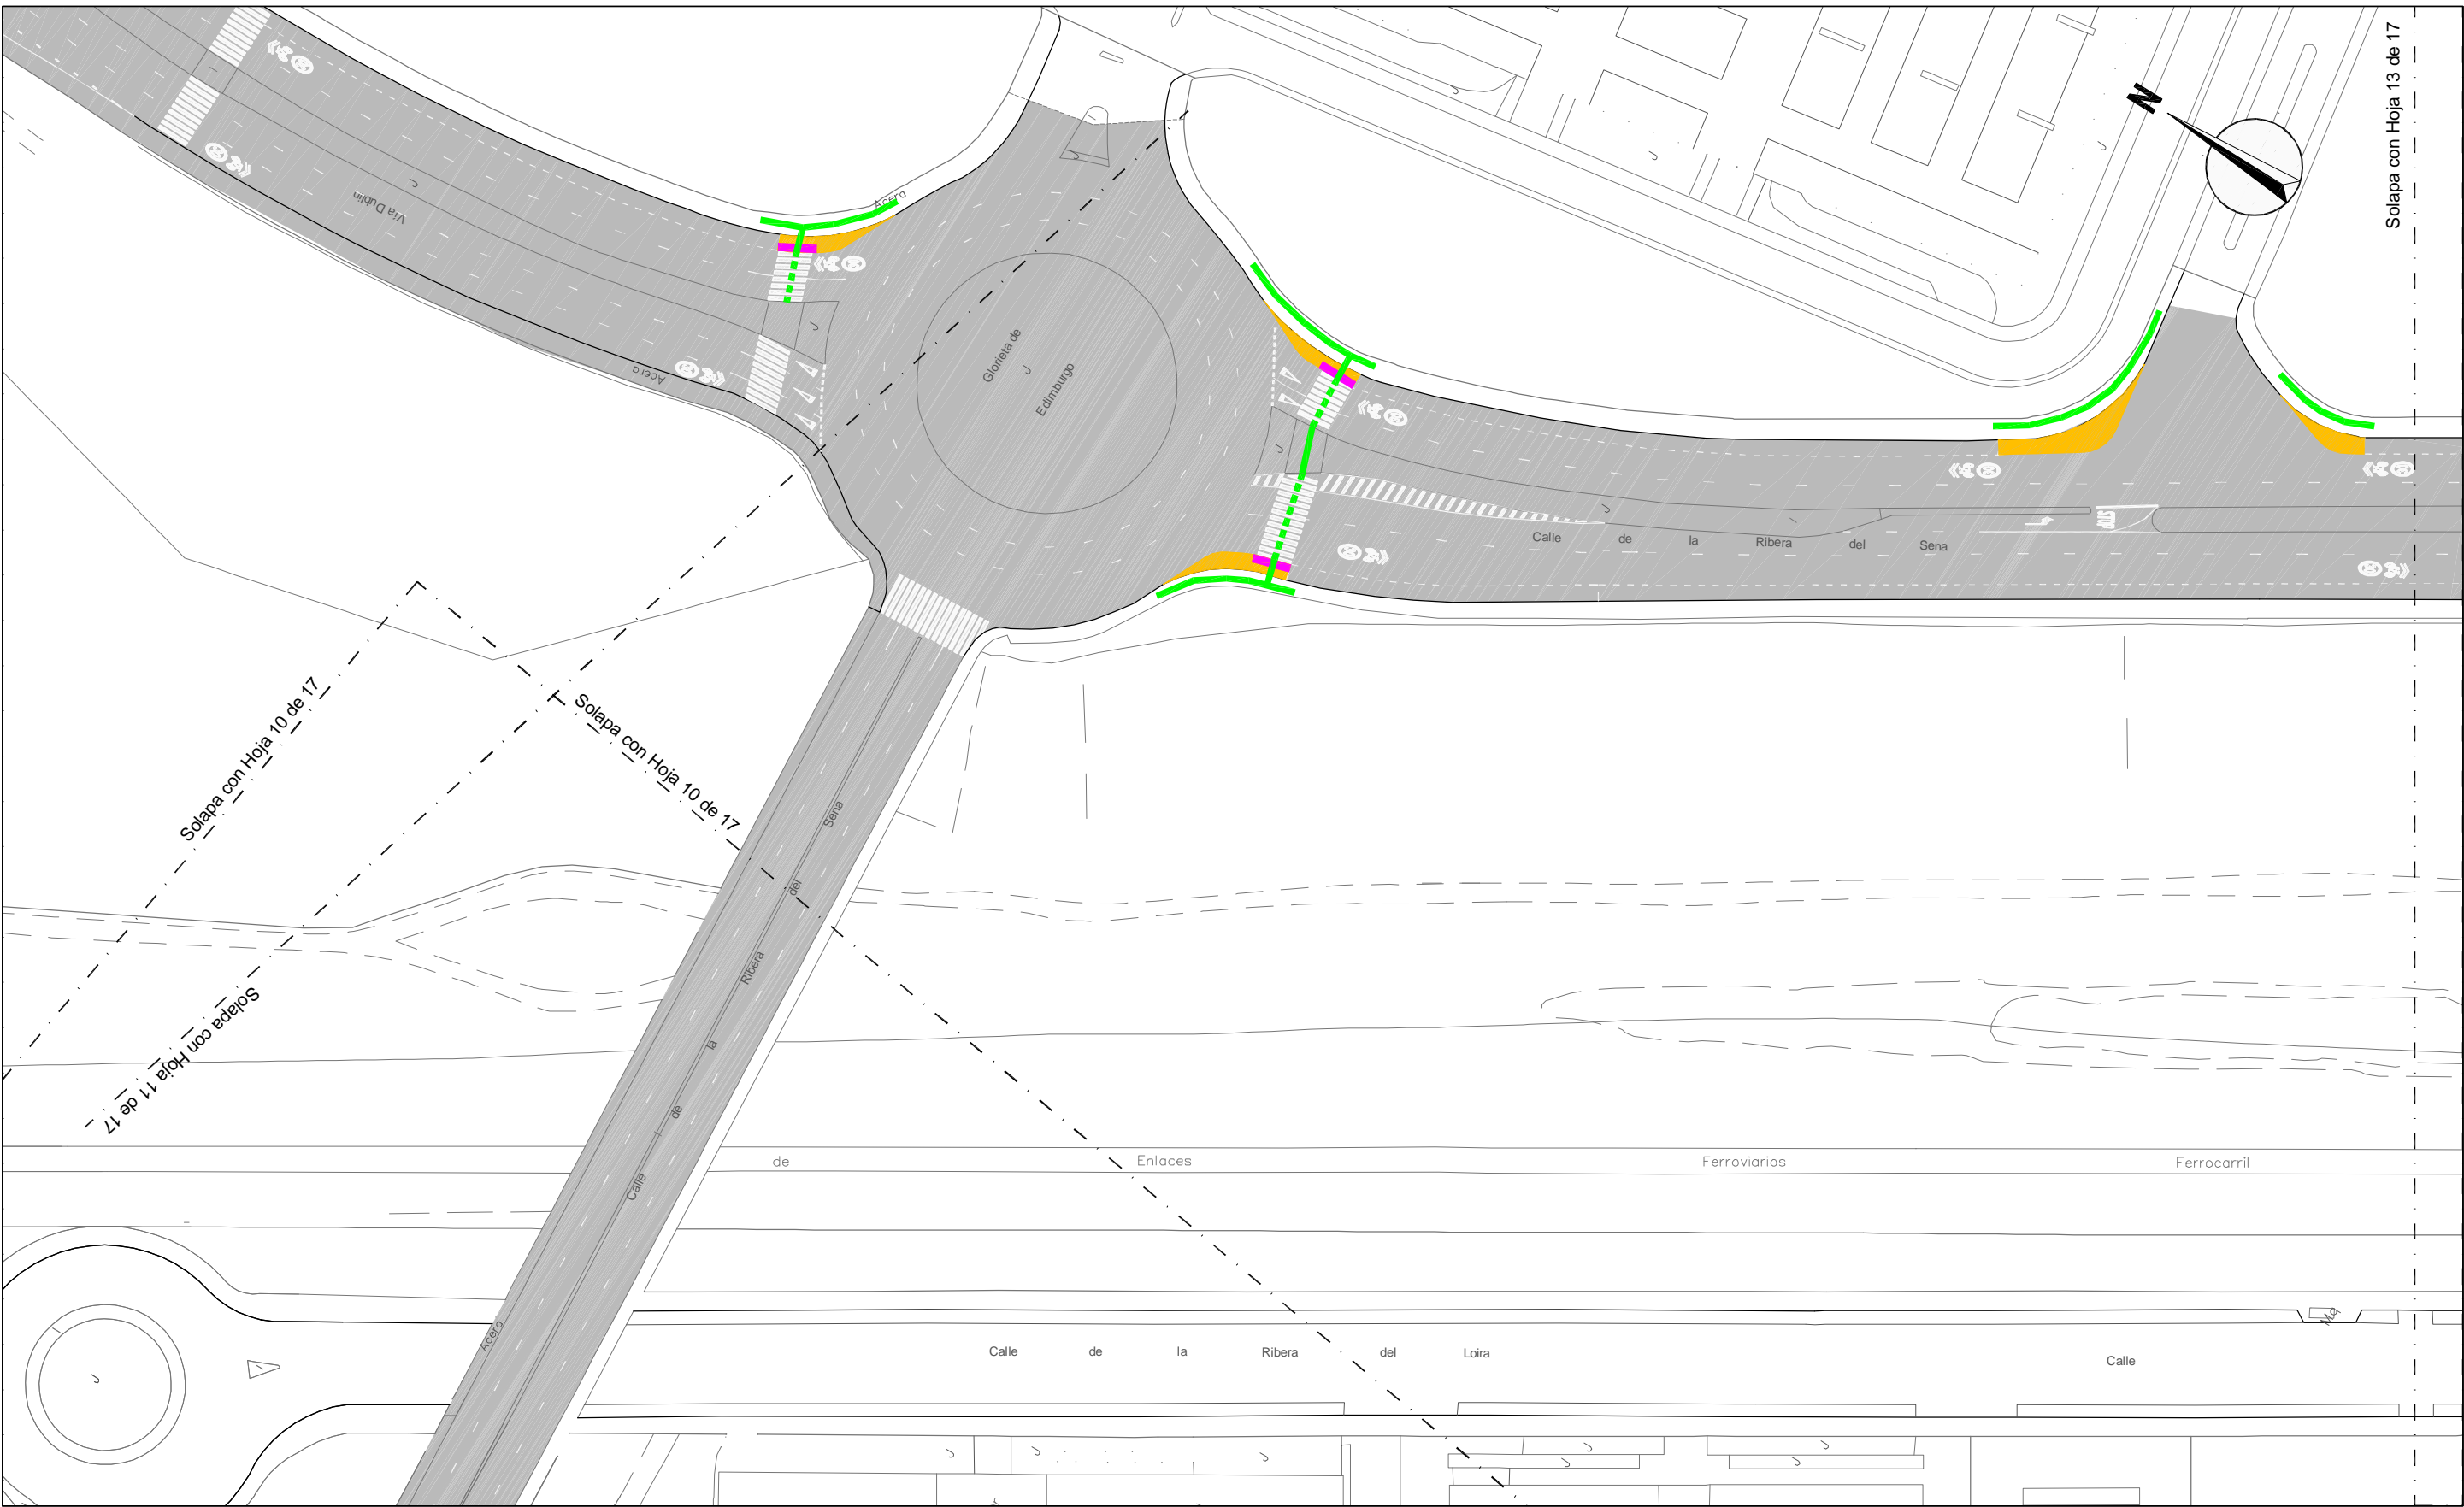 Solapa con Hoja 13 de 17
N
Vía Dublín
Acera
Acera
Glorieta de
Edimburgo
Calle de la Ribera del Sena
STOP
Solapa con Hoja 10 de 17
Solapa con Hoja 10 de 17
Solapa con Hoja 11 de 17
Calle de la Ribera del Sena
de Enlaces Ferroviarios Ferrocarril
Acera
Calle de la Ribera del Loira
Calle